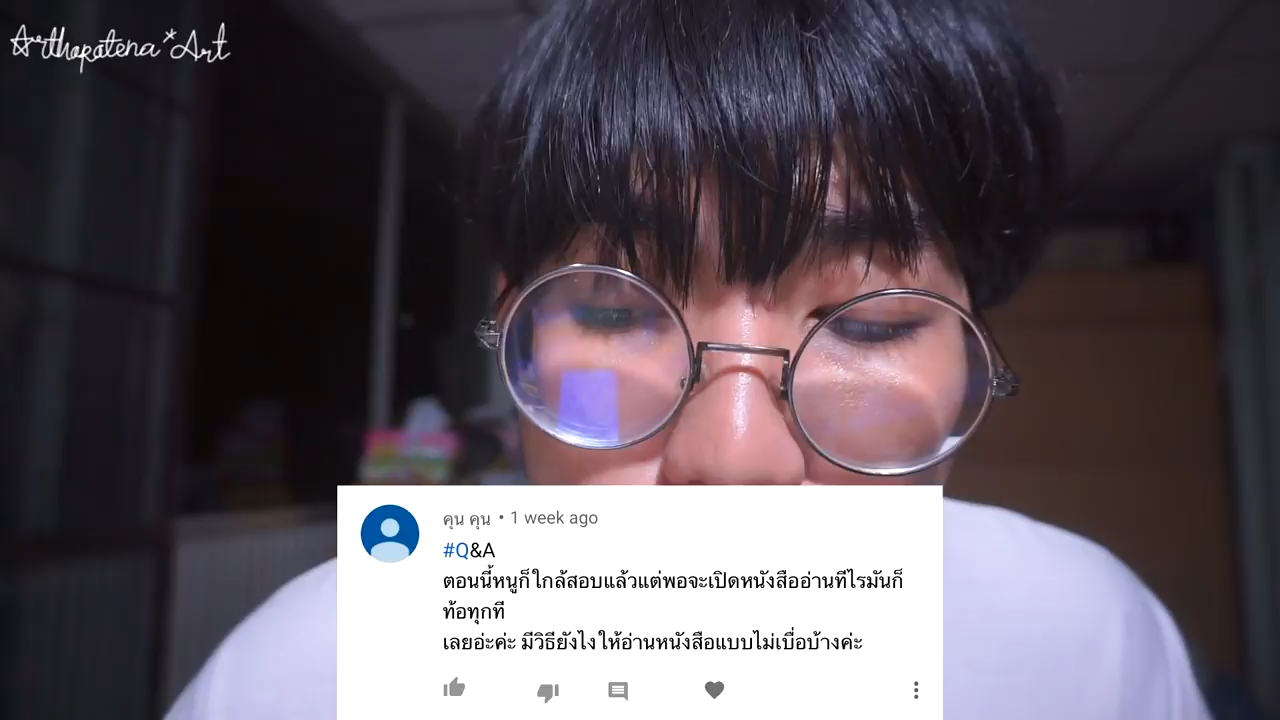 Arthapatena*Art
คุน คุน • 1 week ago
#Q&A
ตอนนี้หนูก็ใกล้สอบแล้วแต่พอจะเปิดหนังสืออ่านทีไรมันก็
ท้อทุกที
เลยอ่ะค่ะ มีวิธียังไงให้อ่านหนังสือแบบไม่เบื่อบ้างค่ะ